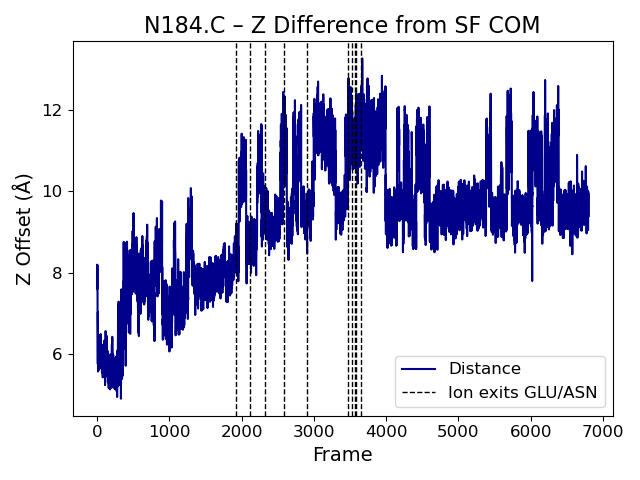 N184.C – Z Difference from SF COM
Z Offset (Å)
12
10
8
6
Distance
Ion exits GLU/ASN
0 1000 2000 3000 4000 5000 6000 7000
Frame